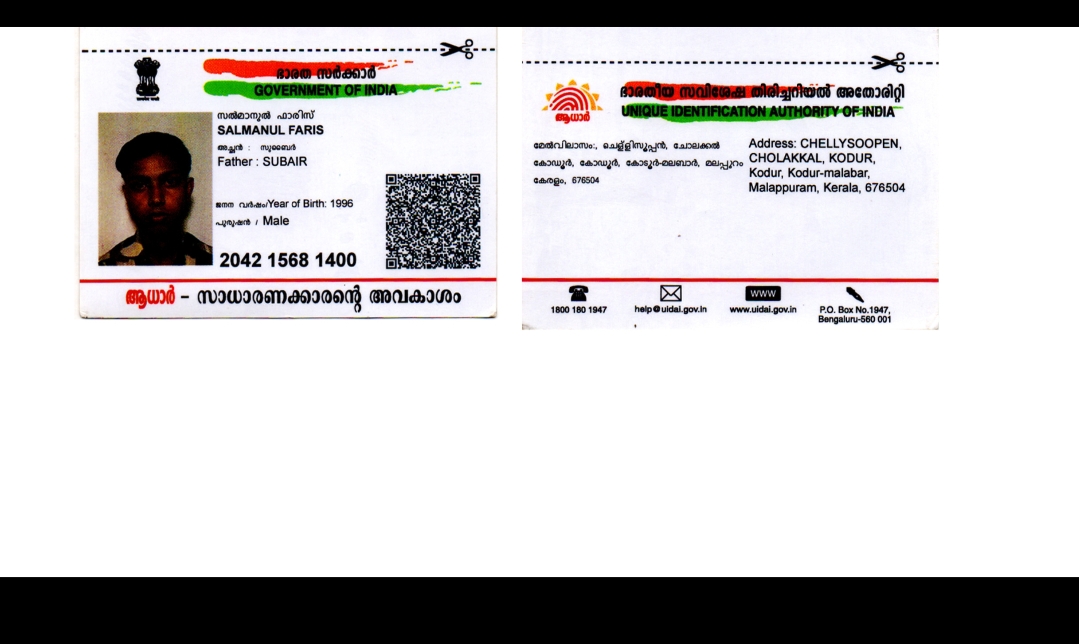 ഭാരത സർക്കാർ
GOVERNMENT OF INDIA
സൽമാനുൽ ഫാരിസ്
SALMANUL FARIS
അച്ഛൻ : സുബൈർ
Father : SUBAIR
ജനന വർഷം/Year of Birth: 1996
പുരുഷൻ / Male
2042 1568 1400
ആധാർ – സാധാരണക്കാരന്റെ അവകാശം
ഭാരതീയ സവിശേഷ തിരിച്ചറിയൽ അതോരിറ്റി
UNIQUE IDENTIFICATION AUTHORITY OF INDIA
ആധാർ
മേൽവിലാസം:, ചെള്ളിസൂപ്പൻ, ചോലക്കൽ
കോഡൂർ, കോഡൂർ, കോടൂർ-മലബാർ, മലപ്പുറം
കേരളം, 676504
Address: CHELLYSOOPEN,
CHOLAKKAL, KODUR,
Kodur, Kodur-malabar,
Malappuram, Kerala, 676504
WWW
1800 180 1947
help@uidai.gov.in
www.uidai.gov.in
P.O. Box No.1947,
Bengaluru-560 001